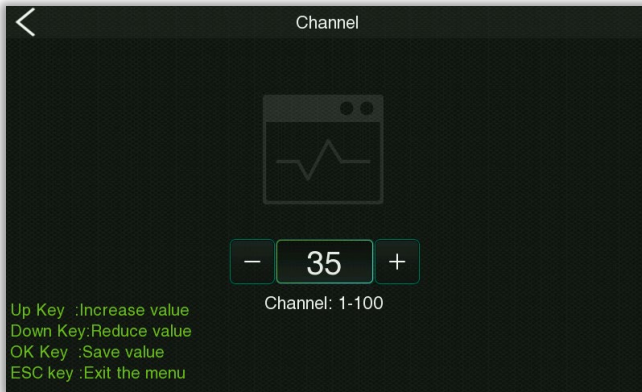 Channel
− 35 +
Channel: 1-100
Up Key :Increase value
Down Key:Reduce value
OK Key :Save value
ESC key :Exit the menu